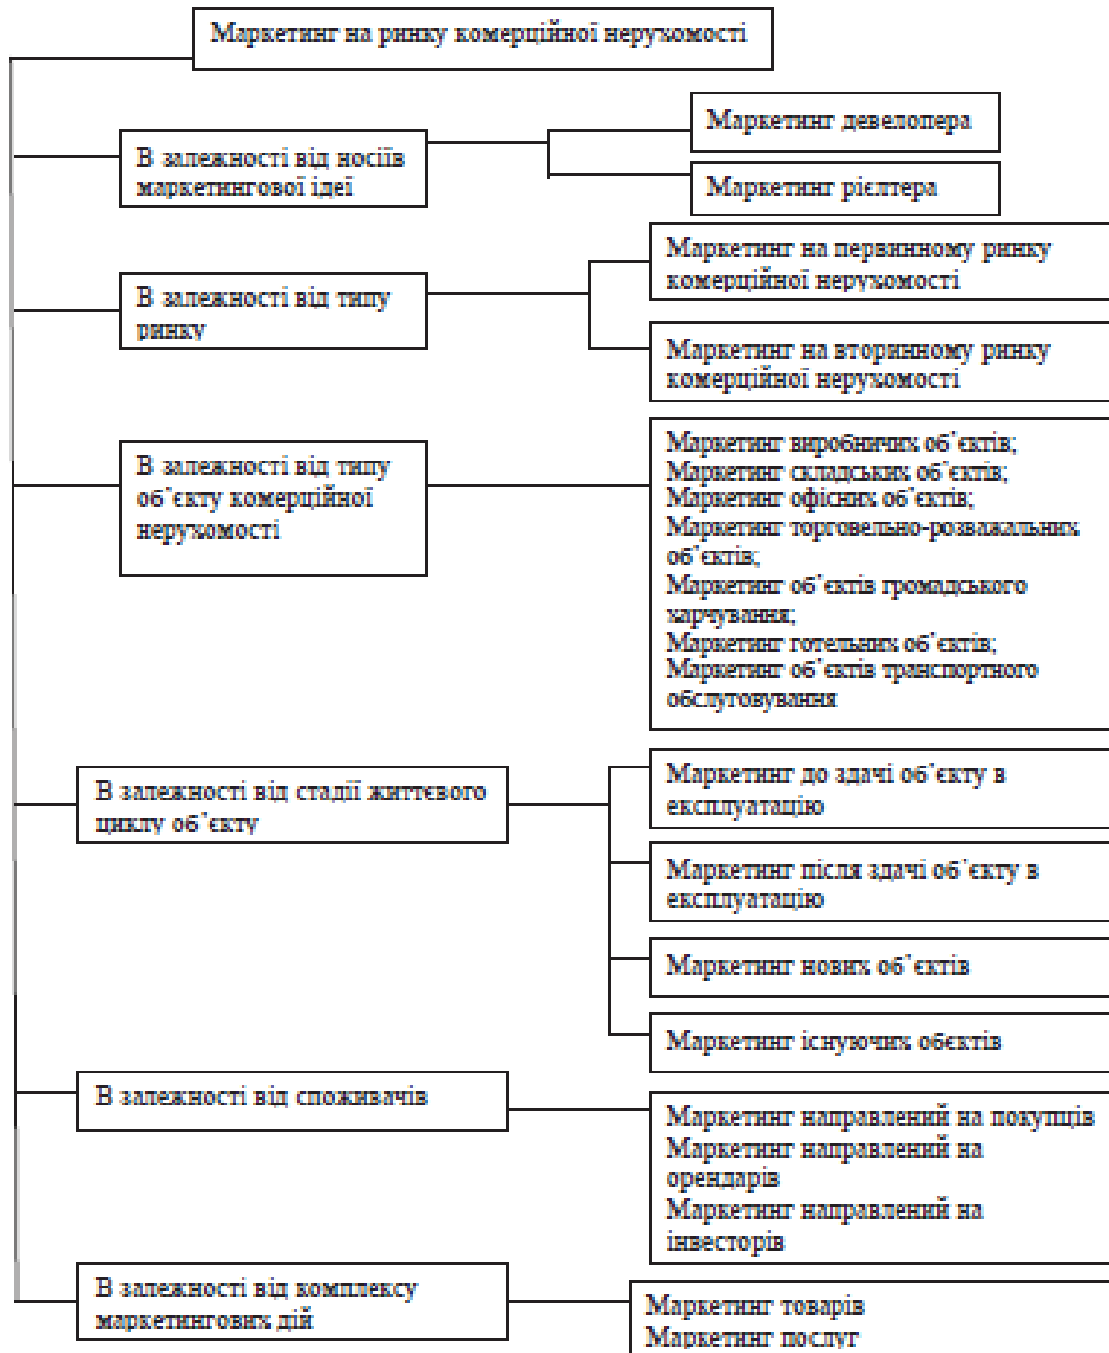 Маркетинг на ринку комерційної нерухомості
В залежності від носіїв
маркетингової ідеї
Маркетинг девелопера
Маркетинг рієлтера
В залежності від типу
ринку
Маркетинг на первинному ринку
комерційної нерухомості
Маркетинг на вторинному ринку
комерційної нерухомості
В залежності від типу
об`єкту комерційної
нерухомості
Маркетинг виробничих об`єктів;
Маркетинг складських об`єктів;
Маркетинг офісних об`єктів;
Маркетинг торговельно-розважальних
об`єктів;
Маркетинг об`єктів громадського
харчування;
Маркетинг готельних об`єктів;
Маркетинг об`єктів транспортного
обслуговування
В залежності від стадії життєвого
циклу об`єкту
Маркетинг до здачі об`єкту в
експлуатацію
Маркетинг після здачі об`єкту в
експлуатацію
Маркетинг нових об`єктів
Маркетинг існуючих обєктів
В залежності від споживачів
Маркетинг направлений на покупців
Маркетинг направлений на
орендарів
Маркетинг направлений на
інвесторів
В залежності від комплексу
маркетингових дій
Маркетинг товарів
Маркетинг послуг